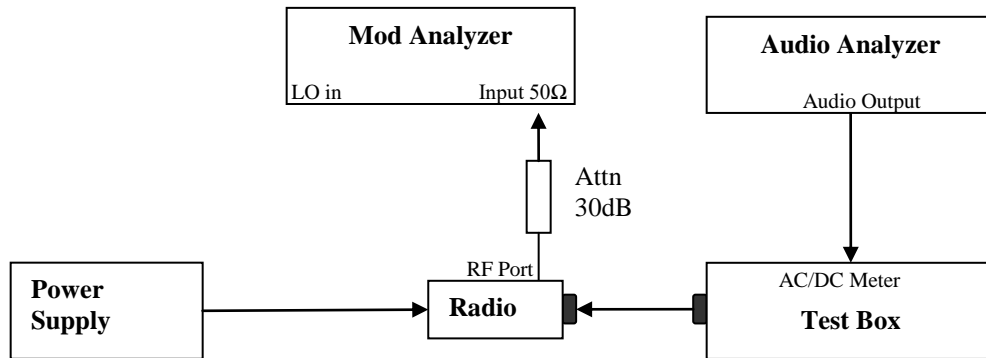 Mod Analyzer
LO in
Input 50Ω
Audio Analyzer
Audio Output
Attn
30dB
RF Port
Power
Supply
Radio
AC/DC Meter
Test Box